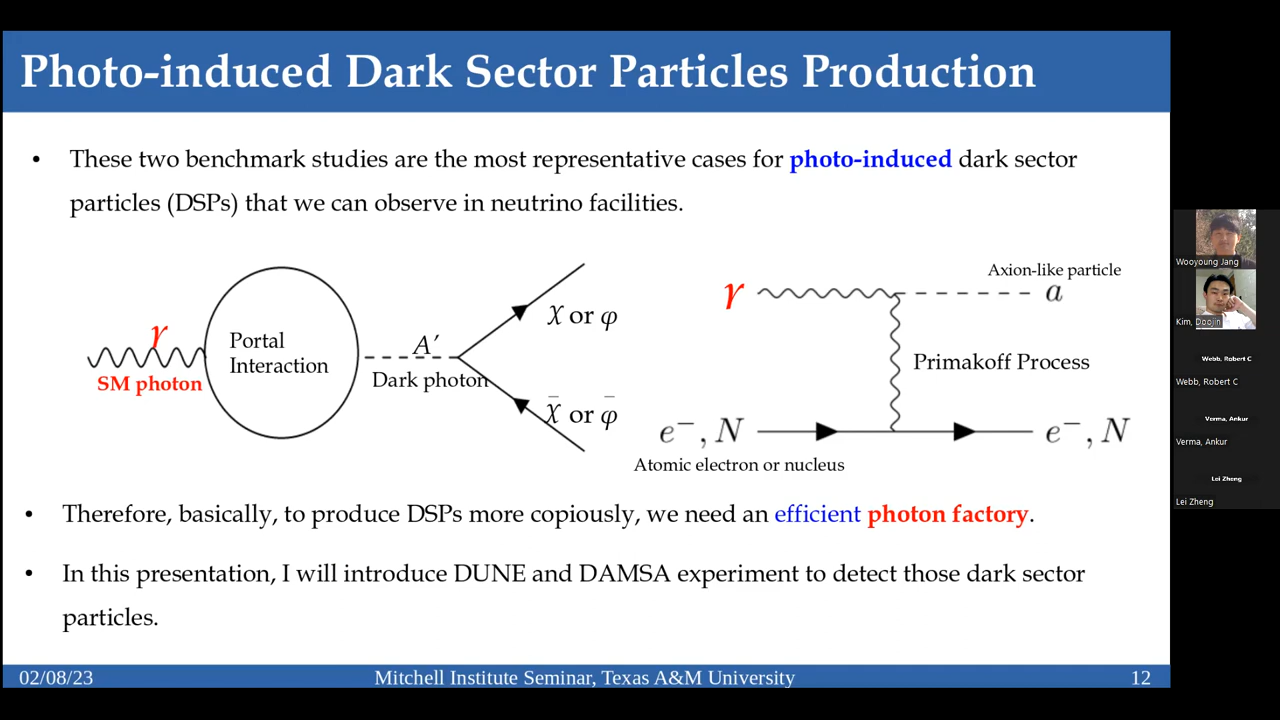 Photo-induced Dark Sector Particles Production
• These two benchmark studies are the most representative cases for photo-induced dark sector
particles (DSPs) that we can observe in neutrino facilities.
γ
SM photon
Portal
Interaction
A′
Dark photon
χ or φ
χ̄ or φ̄
γ
Axion-like particle
a
Primakoff Process
e⁻, N
e⁻, N
Atomic electron or nucleus
• Therefore, basically, to produce DSPs more copiously, we need an efficient photon factory.
• In this presentation, I will introduce DUNE and DAMSA experiment to detect those dark sector
particles.
02/08/23
Mitchell Institute Seminar, Texas A&M University
12
Wooyoung Jang
Kim, Doojin
Webb, Robert C
Webb, Robert C
Verma, Ankur
Verma, Ankur
Lei Zheng
Lei Zheng